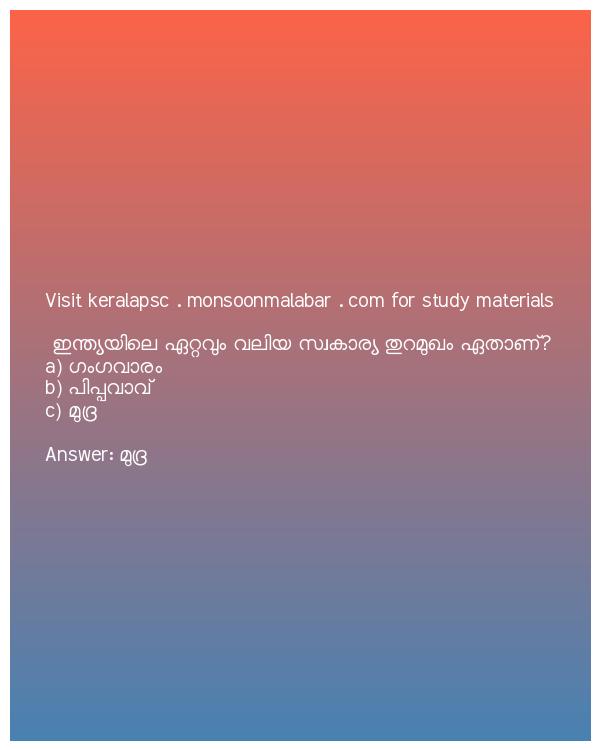 Visit keralapsc . monsoonmalabar . com for study materials
ഇന്ത്യയിലെ ഏറ്റവും വലിയ സ്വകാര്യ തുറമുഖം ഏതാണ്?
a) ഗംഗവാരം
b) പിപ്പവാവ്
c) മുദ്ര
Answer: മുദ്ര